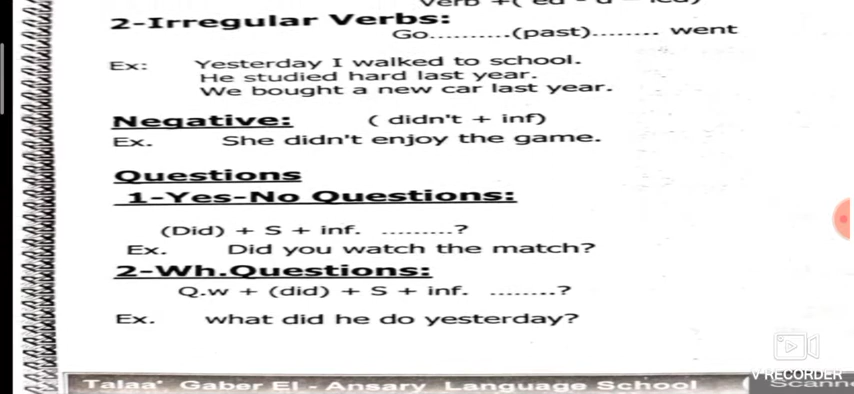 2-Irregular Verbs:
Go..........(past)........ went
Ex: Yesterday I walked to school.
He studied hard last year.
We bought a new car last year.
Negative: ( didn't + inf)
Ex. She didn't enjoy the game.
Questions
1-Yes-No Questions:
(Did) + S + inf. .........?
Ex. Did you watch the match?
2-Wh.Questions:
Q.w + (did) + S + inf. ........?
Ex. what did he do yesterday?
Talaa'. Gaber El - Ansary Language School
V-RECORDER